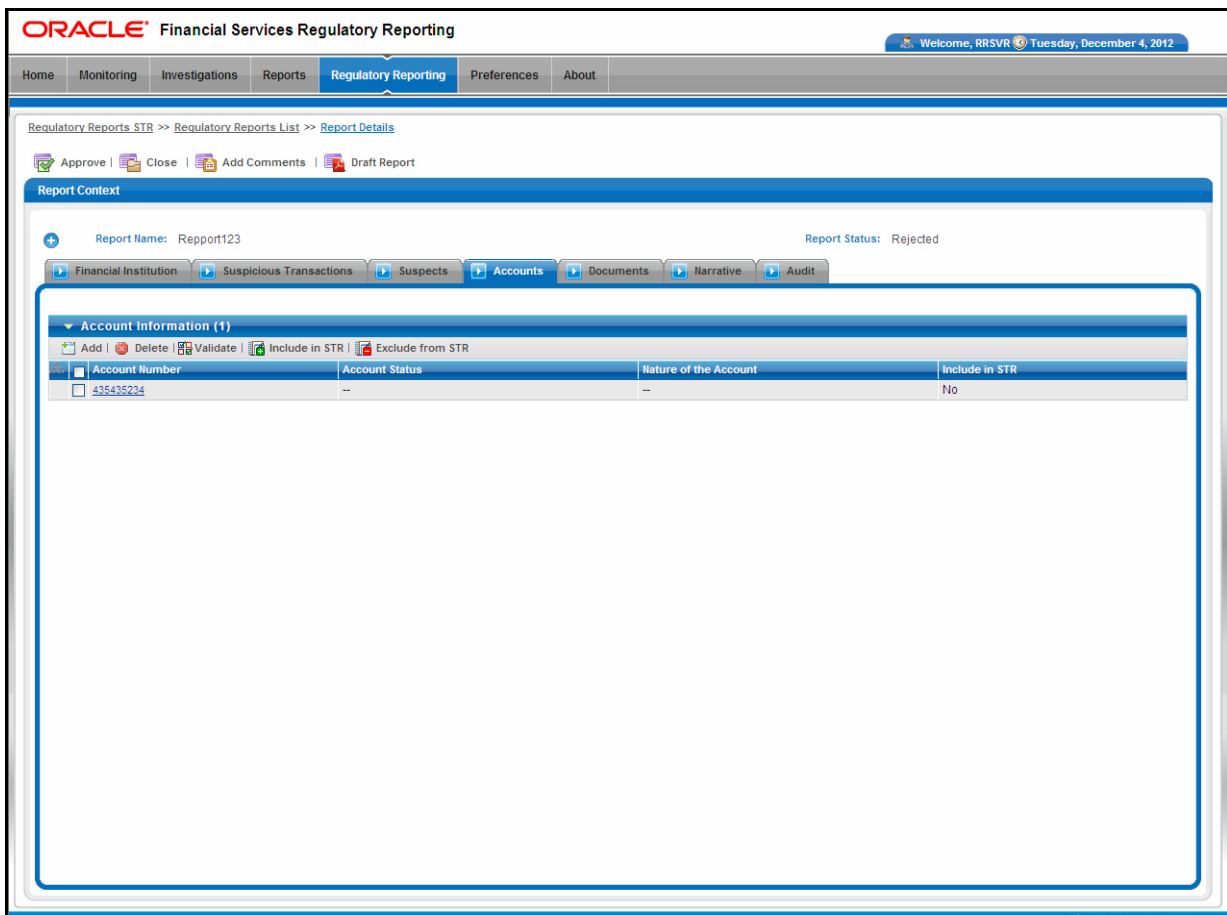 ORACLE® Financial Services Regulatory Reporting
Welcome, RRSVR Tuesday, December 4, 2012
Home Monitoring Investigations Reports Regulatory Reporting Preferences About
Regulatory Reports STR >> Regulatory Reports List >> Report Details
Approve | Close | Add Comments | Draft Report
Report Context
Report Name: Repport123 Report Status: Rejected
Financial Institution Suspicious Transactions Suspects Accounts Documents Narrative Audit
Account Information (1)
Add | Delete | Validate | Include in STR | Exclude from STR
Account Number Account Status Nature of the Account Include in STR
435435234 -- -- No